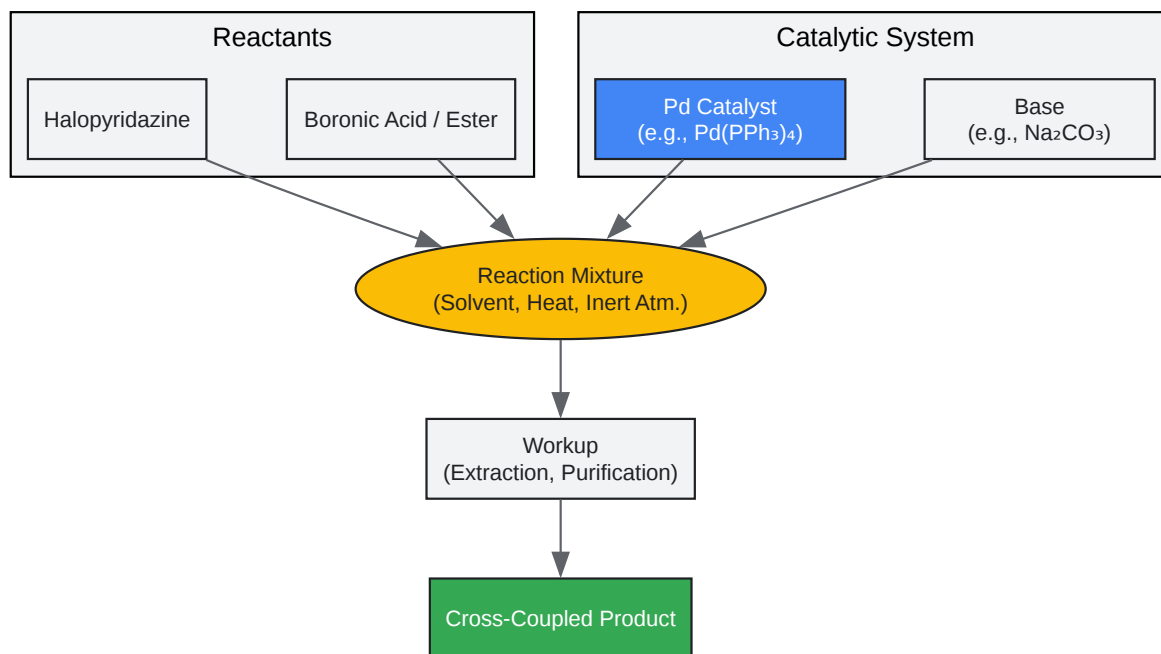 Reactants
Catalytic System
Halopyridazine
Boronic Acid / Ester
Pd Catalyst
(e.g., Pd(PPh₃)₄)
Base
(e.g., Na₂CO₃)
Reaction Mixture
(Solvent, Heat, Inert Atm.)
Workup
(Extraction, Purification)
Cross-Coupled Product